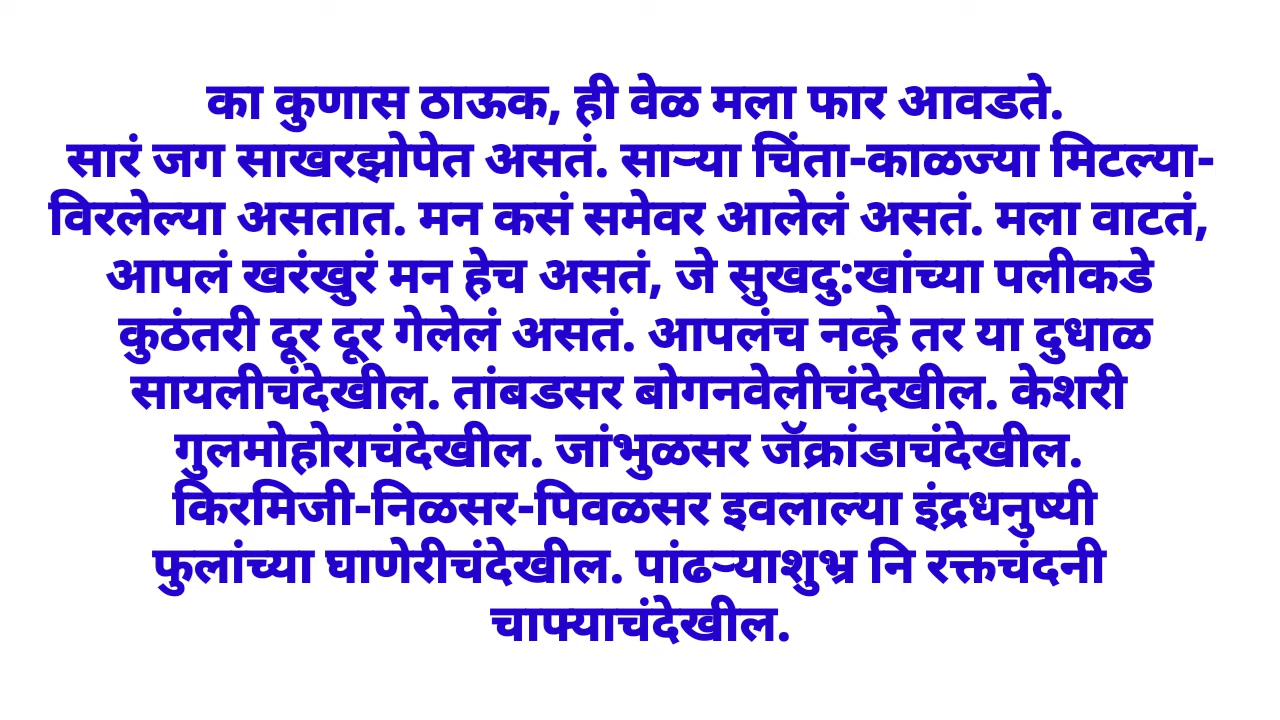 का कुणास ठाऊक, ही वेळ मला फार आवडते.
सारं जग साखरझोपेत असतं. साऱ्या चिंता-काळज्या मिटल्या-
विरलेल्या असतात. मन कसं समेवर आलेलं असतं. मला वाटतं,
आपलं खरंखुरं मन हेच असतं, जे सुखदु:खांच्या पलीकडे
कुठंतरी दूर दूर गेलेलं असतं. आपलंच नव्हे तर या दुधाळ
सायलीचंदेखील. तांबडसर बोगनवेलीचंदेखील. केशरी
गुलमोहोराचंदेखील. जांभुळसर जॅक्रांडाचंदेखील.
किरमिजी-निळसर-पिवळसर इवलाल्या इंद्रधनुष्यी
फुलांच्या घाणेरीचंदेखील. पांढऱ्याशुभ्र नि रक्तचंदनी
चाफ्याचंदेखील.